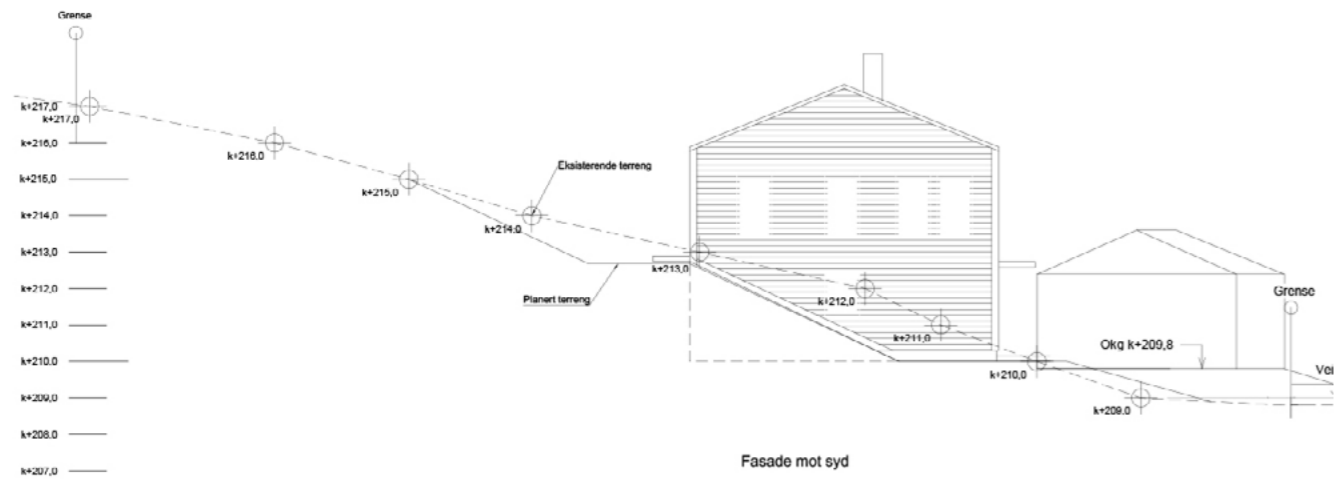 Grense
k+217,0
k+217,0
k+216,0
k+216.0
k+215,0
k+215,0
Eksisterende terreng
k+214,0
k+214.0
k+213,0
k+213,0
k+212,0
k+212,0
Planert terreng
Grense
k+211,0
k+211,0
Okg k+209,8
k+210.0
k+210,0
Vei
k+209,0
k+209.0
k+208.0
k+207,0
Fasade mot syd